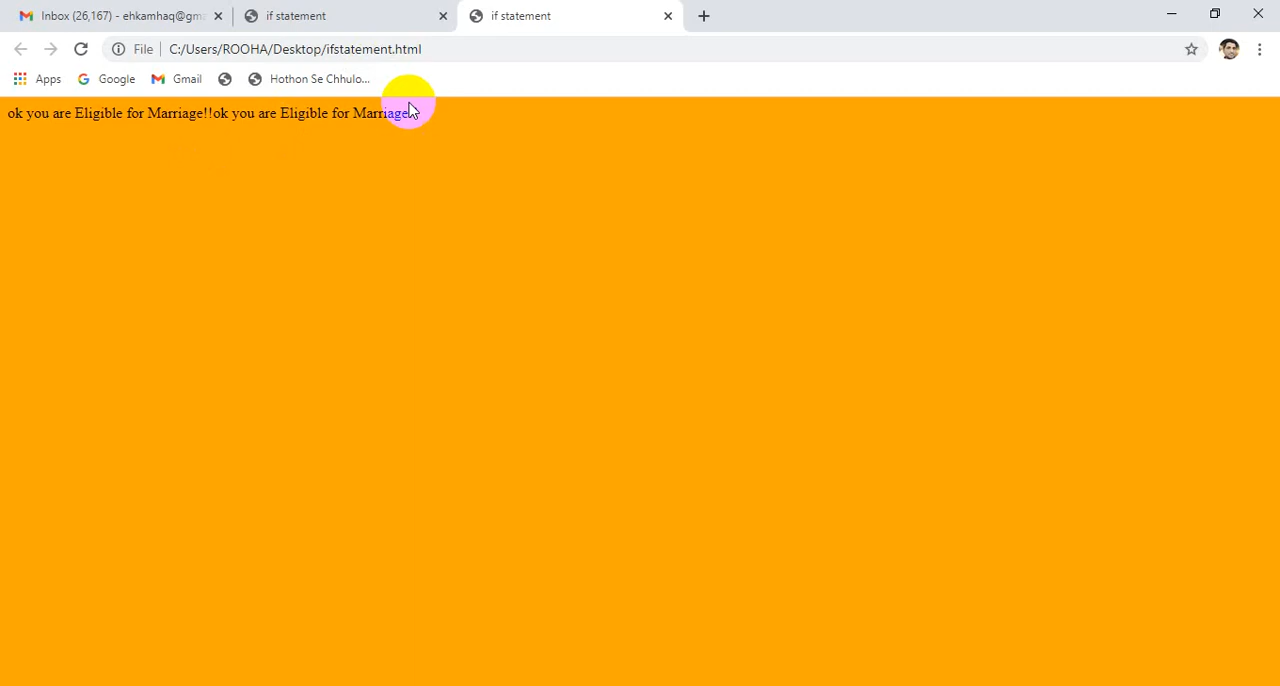 Inbox (26,167) - ehkamhaq@gm
if statement
if statement
File
C:/Users/ROOHA/Desktop/ifstatement.html
Apps
Google
Gmail
Hothon Se Chhulo...
ok you are Eligible for Marriage!!ok you are Eligible for Marriage